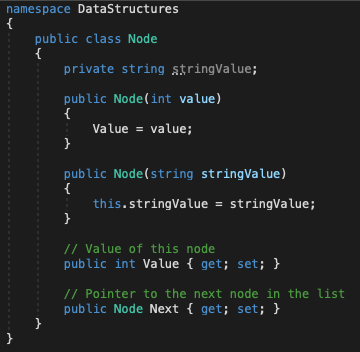 namespace DataStructures
{
public class Node
{
private string stringValue;
public Node(int value)
{
Value = value;
}
public Node(string stringValue)
{
this.stringValue = stringValue;
}
// Value of this node
public int Value { get; set; }
// Pointer to the next node in the list
public Node Next { get; set; }
}
}